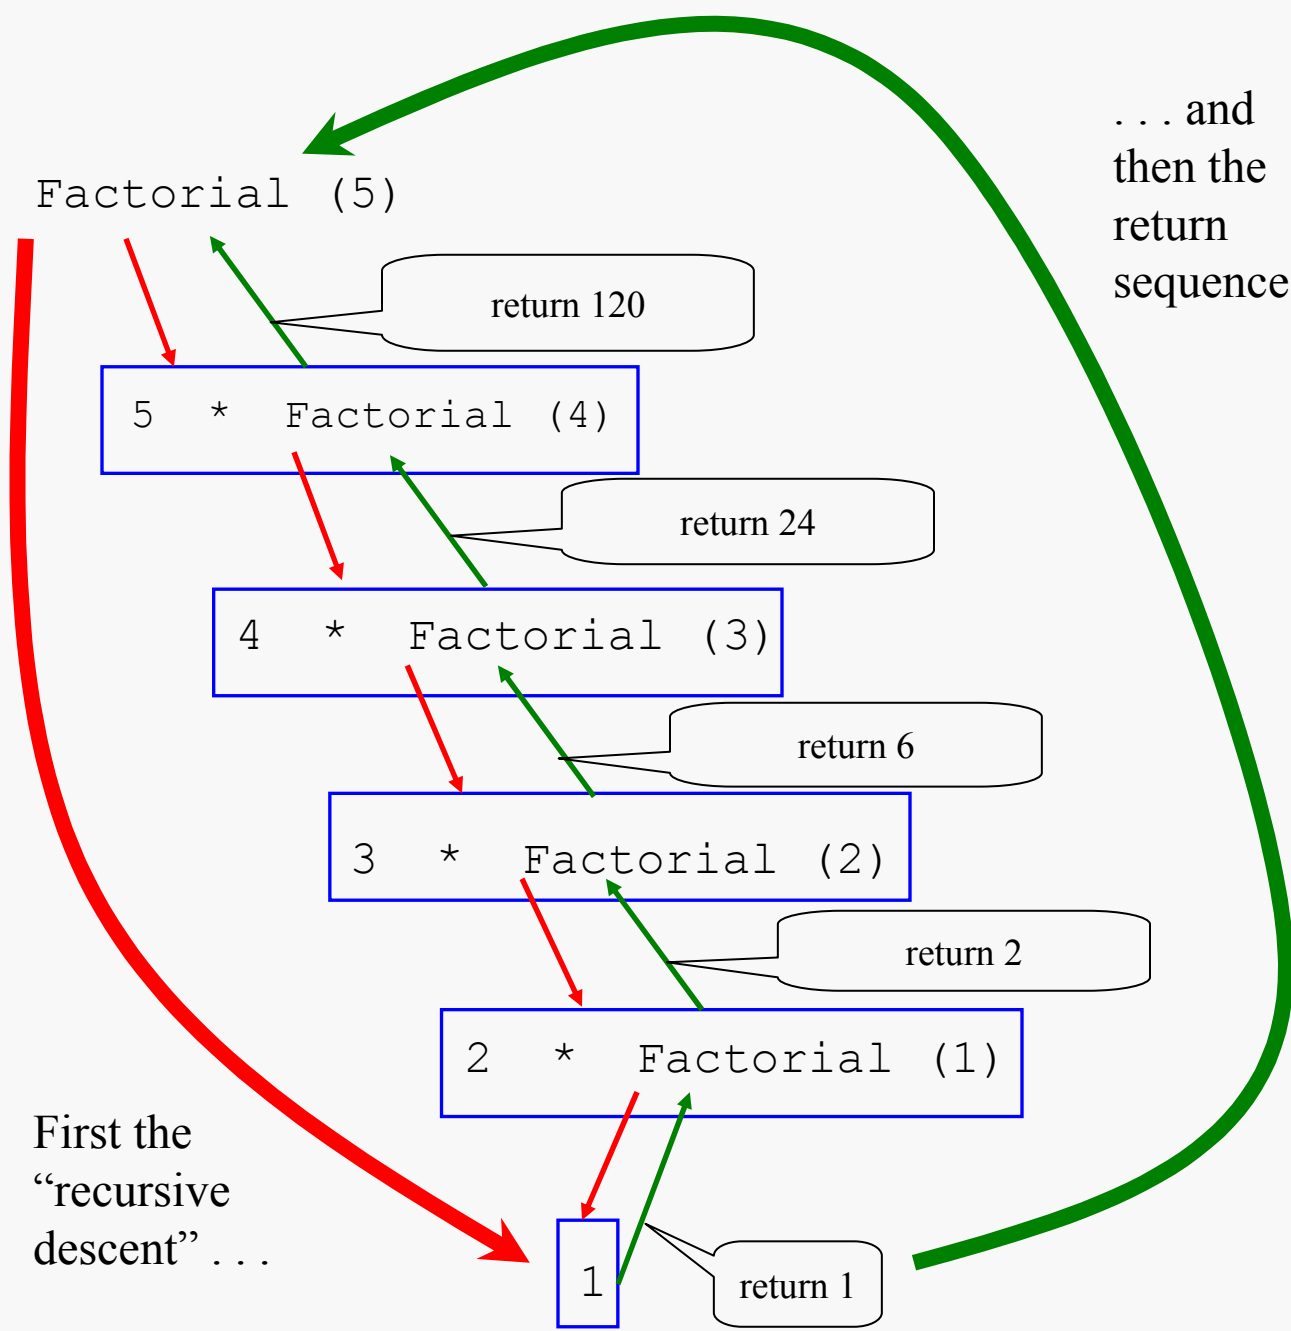 . . . and
then the
return
sequence
Factorial (5)
return 120
5 * Factorial (4)
return 24
4 * Factorial (3)
return 6
3 * Factorial (2)
return 2
2 * Factorial (1)
First the
“recursive
descent” . . .
1
return 1